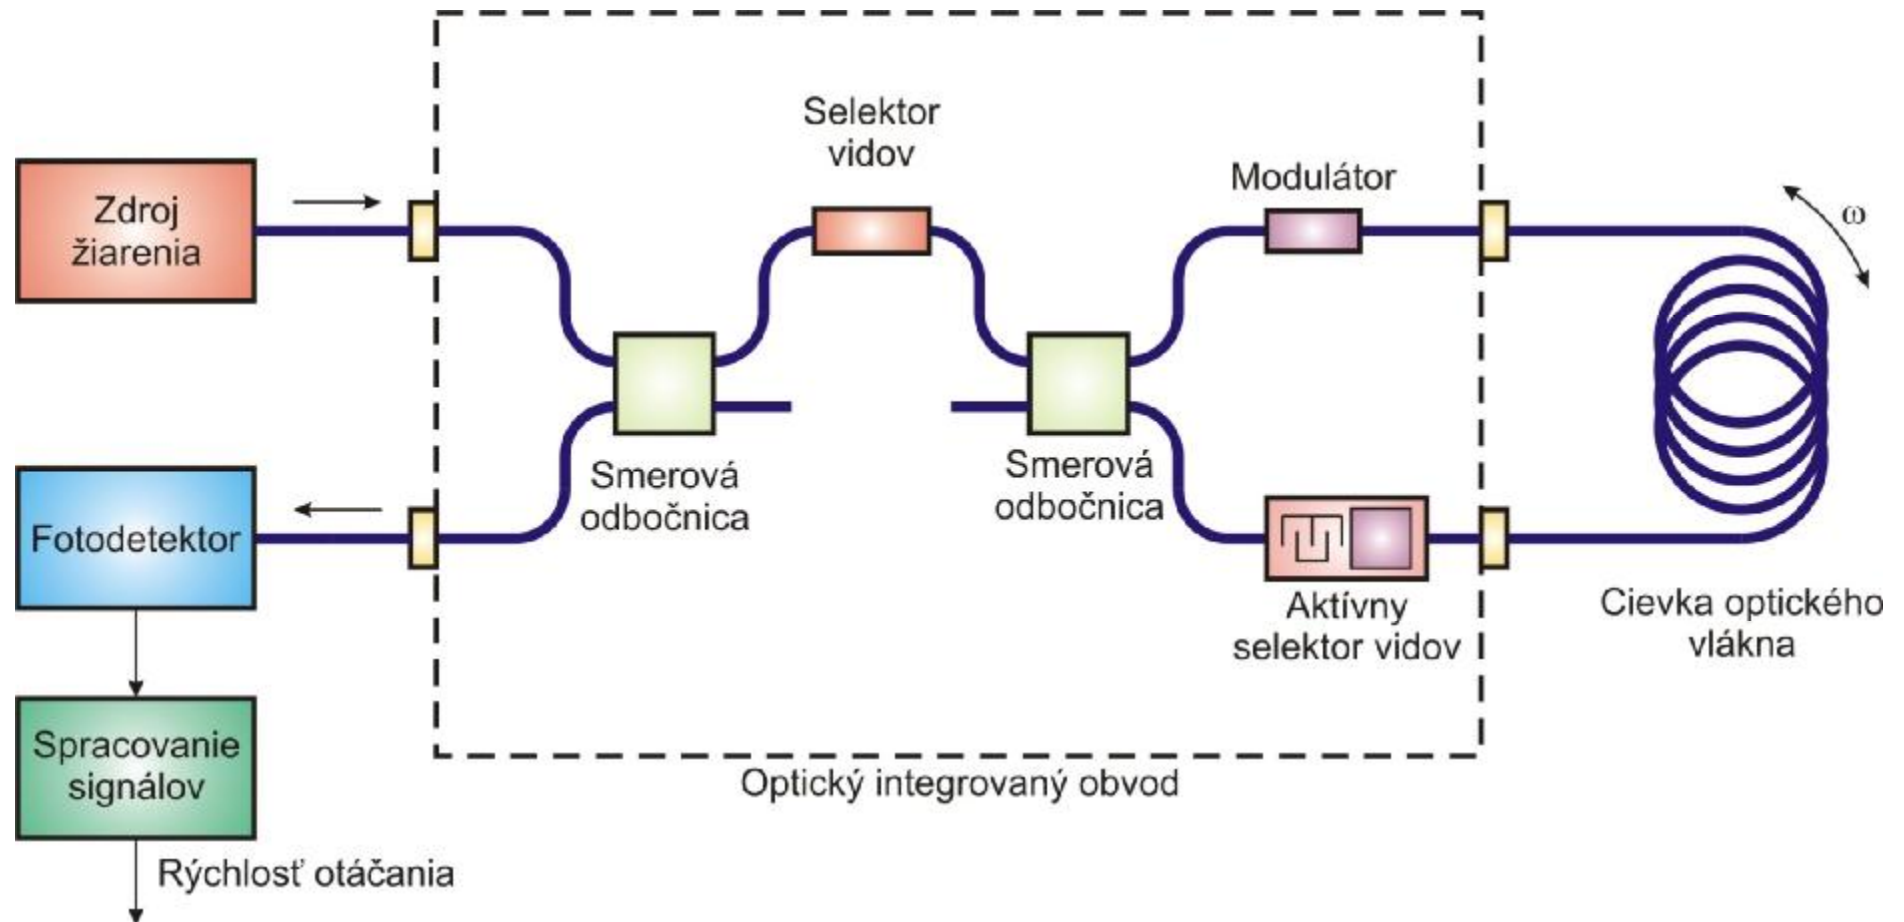 Selektor
vidov
Modulátor
Zdroj
žiarenia
ω
Smerová
odbočnica
Smerová
odbočnica
Fotodetektor
Aktívny
selektor vidov
Cievka optického
vlákna
Spracovanie
signálov
Optický integrovaný obvod
Rýchlosť otáčania